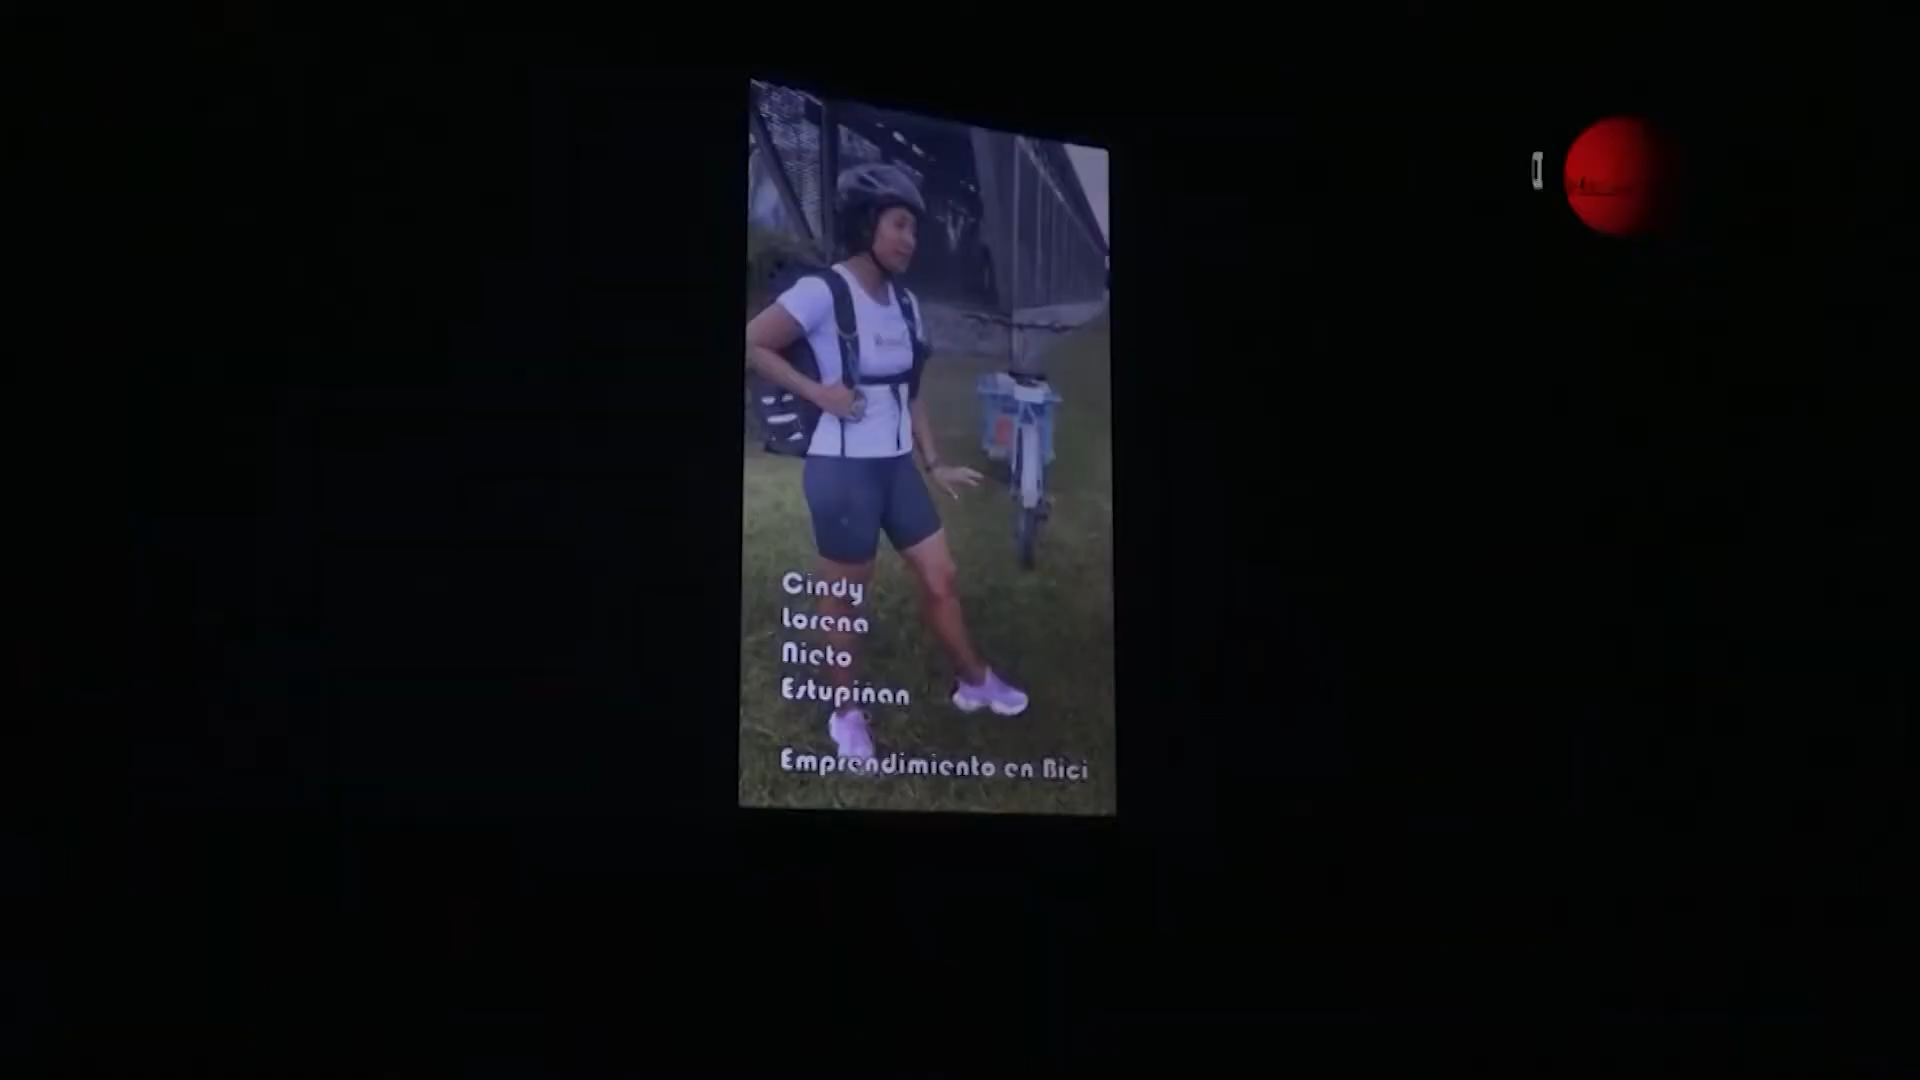 Cindy
Lorena
Nieto
Estupiñan
Emprendimiento en Bici